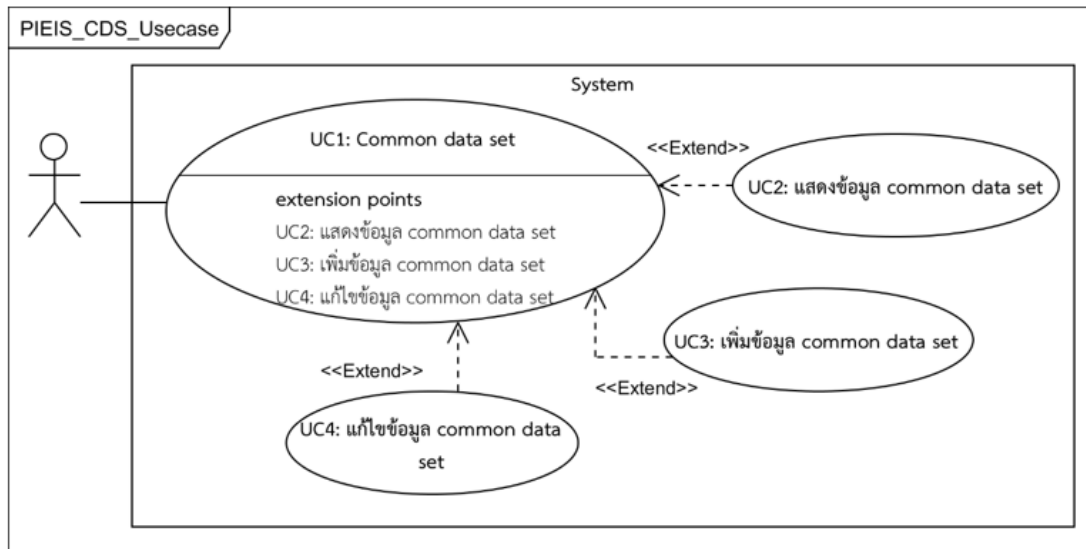 PIEIS_CDS_Usecase
System
UC1: Common data set
extension points
UC2: แสดงข้อมูล common data set
UC3: เพิ่มข้อมูล common data set
UC4: แก้ไขข้อมูล common data set
<<Extend>>
UC2: แสดงข้อมูล common data set
UC3: เพิ่มข้อมูล common data set
<<Extend>>
<<Extend>>
UC4: แก้ไขข้อมูล common data
set